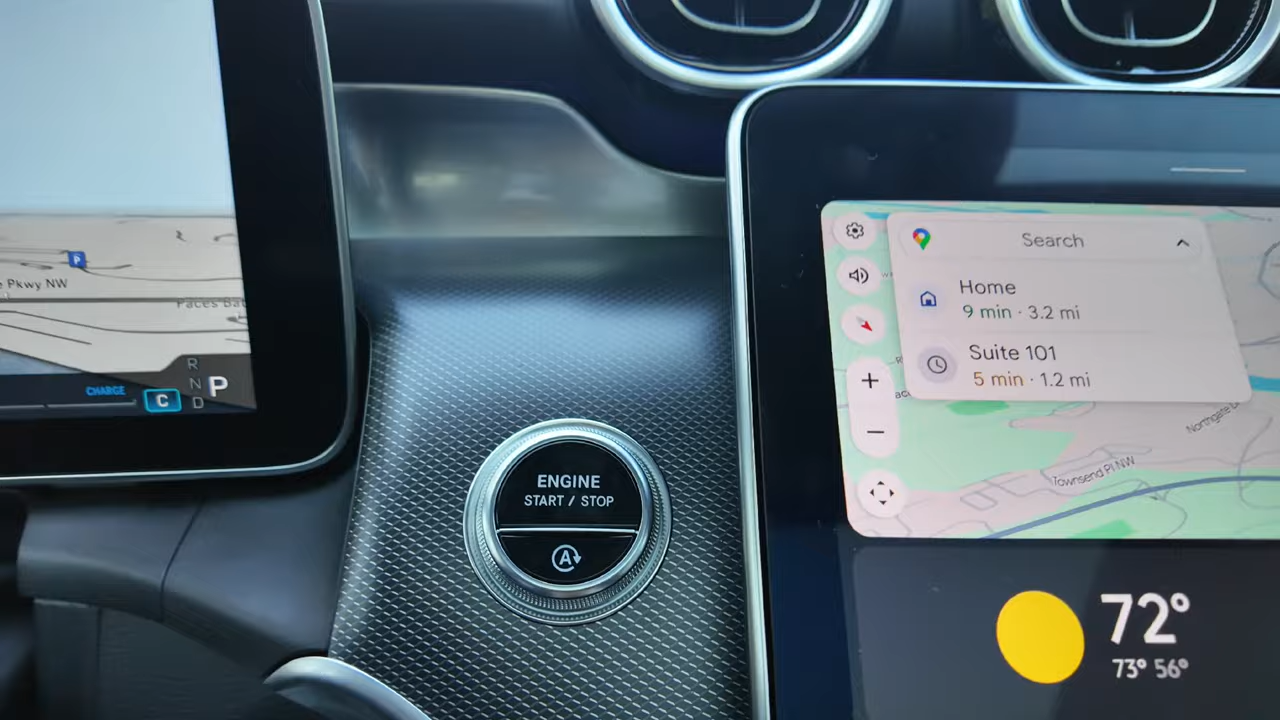 P
Pkwy NW
Paces
R
N
D
P
CHARGE
C
ENGINE
START / STOP
A
Search
Home
9 min · 3.2 mi
Suite 101
5 min · 1.2 mi
+
−
Northgate
Townsend Pl NW
72°
73° 56°